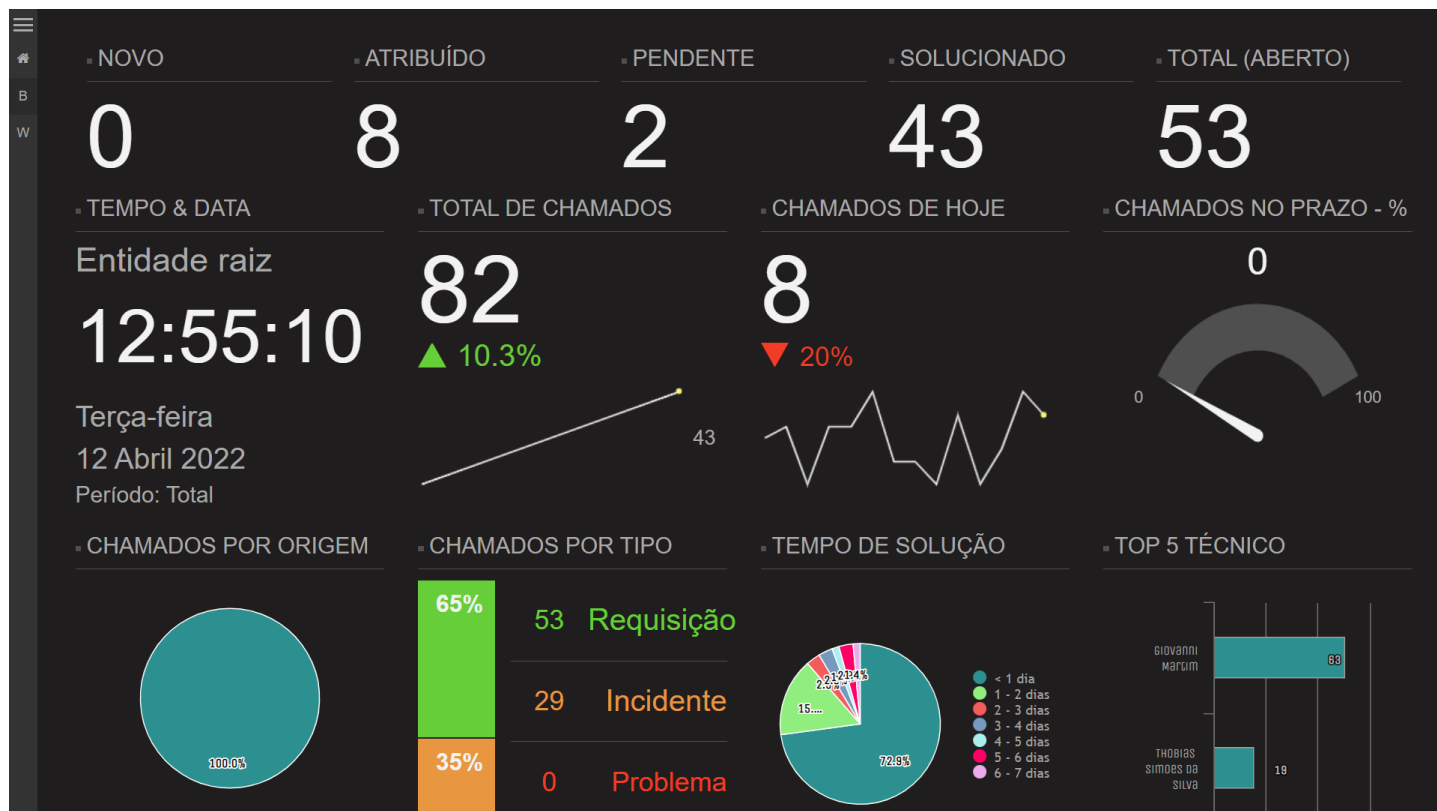 B
W
NOVO
ATRIBUÍDO
PENDENTE
SOLUCIONADO
TOTAL (ABERTO)
0
8
2
43
53
TEMPO & DATA
TOTAL DE CHAMADOS
CHAMADOS DE HOJE
CHAMADOS NO PRAZO - %
Entidade raiz
12:55:10
Terça-feira
12 Abril 2022
Período: Total
82
10.3%
43
8
20%
0
0
100
CHAMADOS POR ORIGEM
CHAMADOS POR TIPO
TEMPO DE SOLUÇÃO
TOP 5 TÉCNICO
100.0%
65%
35%
53 Requisição
29 Incidente
0 Problema
15....
72.9%
< 1 dia
1 - 2 dias
2 - 3 dias
3 - 4 dias
4 - 5 dias
5 - 6 dias
6 - 7 dias
Giovanni
Martim
63
Thobias
Simoes da
Silva
19